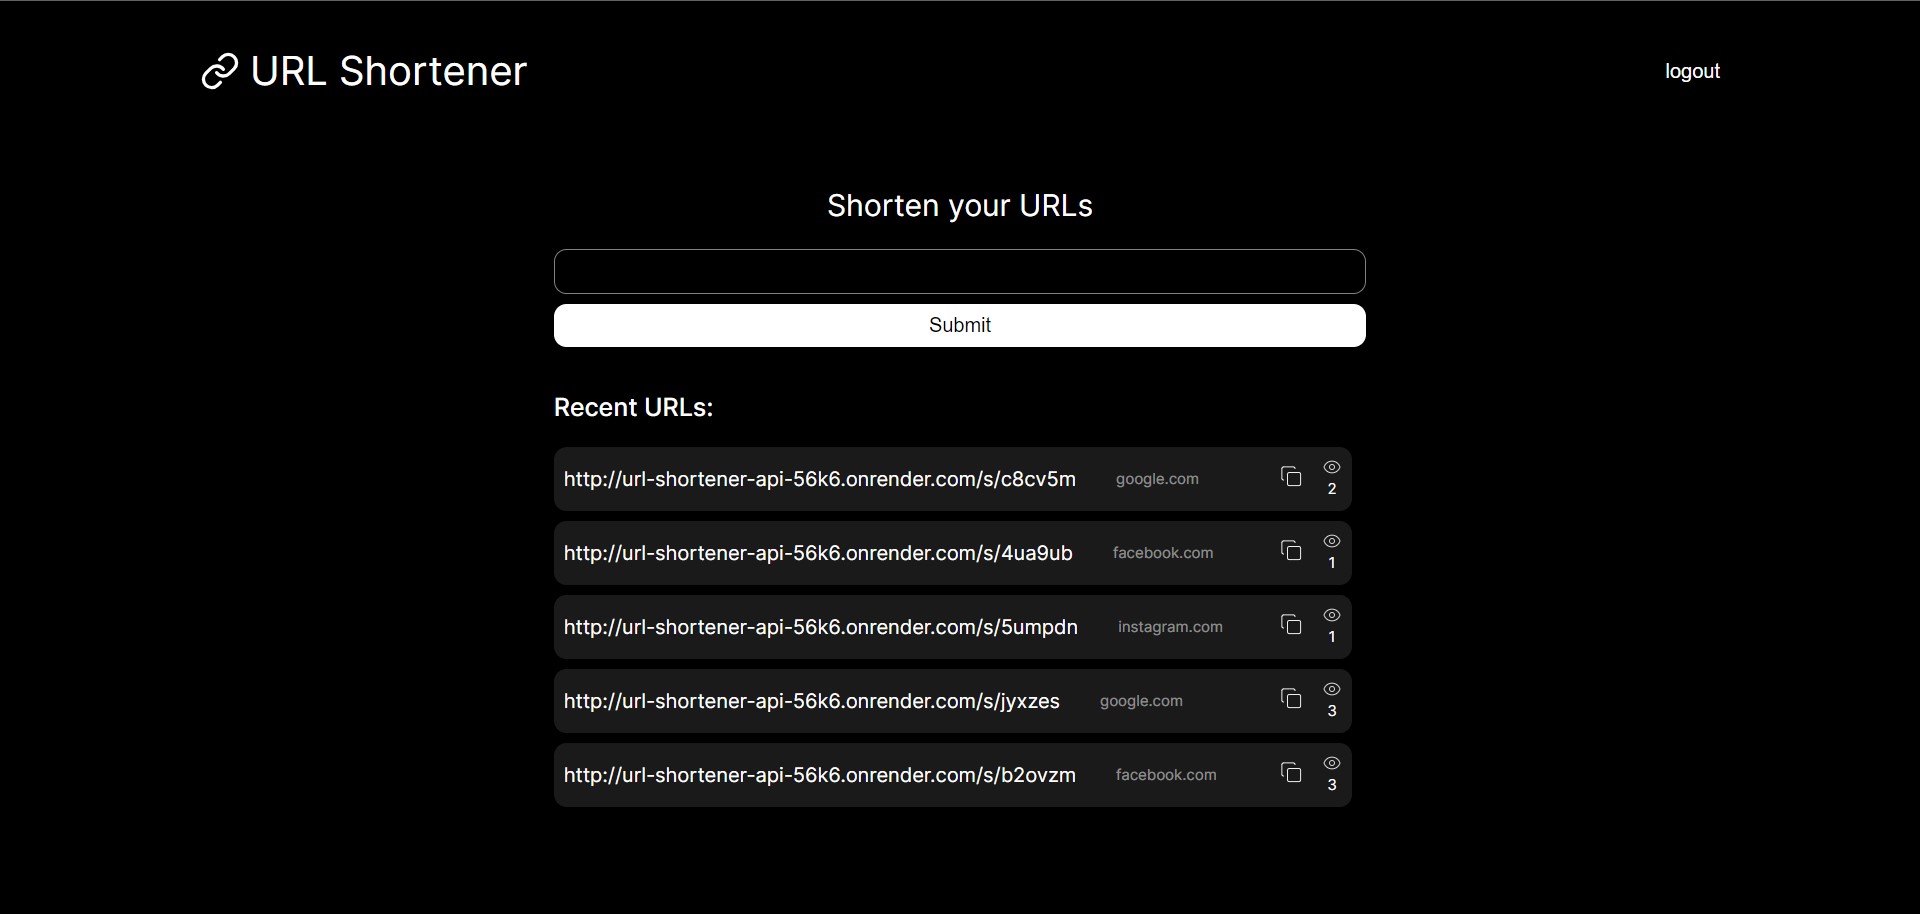 URL Shortener
logout
Shorten your URLs
Submit
Recent URLs:
http://url-shortener-api-56k6.onrender.com/s/c8cv5m google.com 2
http://url-shortener-api-56k6.onrender.com/s/4ua9ub facebook.com 1
http://url-shortener-api-56k6.onrender.com/s/5umpdn instagram.com 1
http://url-shortener-api-56k6.onrender.com/s/jyxzes google.com 3
http://url-shortener-api-56k6.onrender.com/s/b2ovzm facebook.com 3